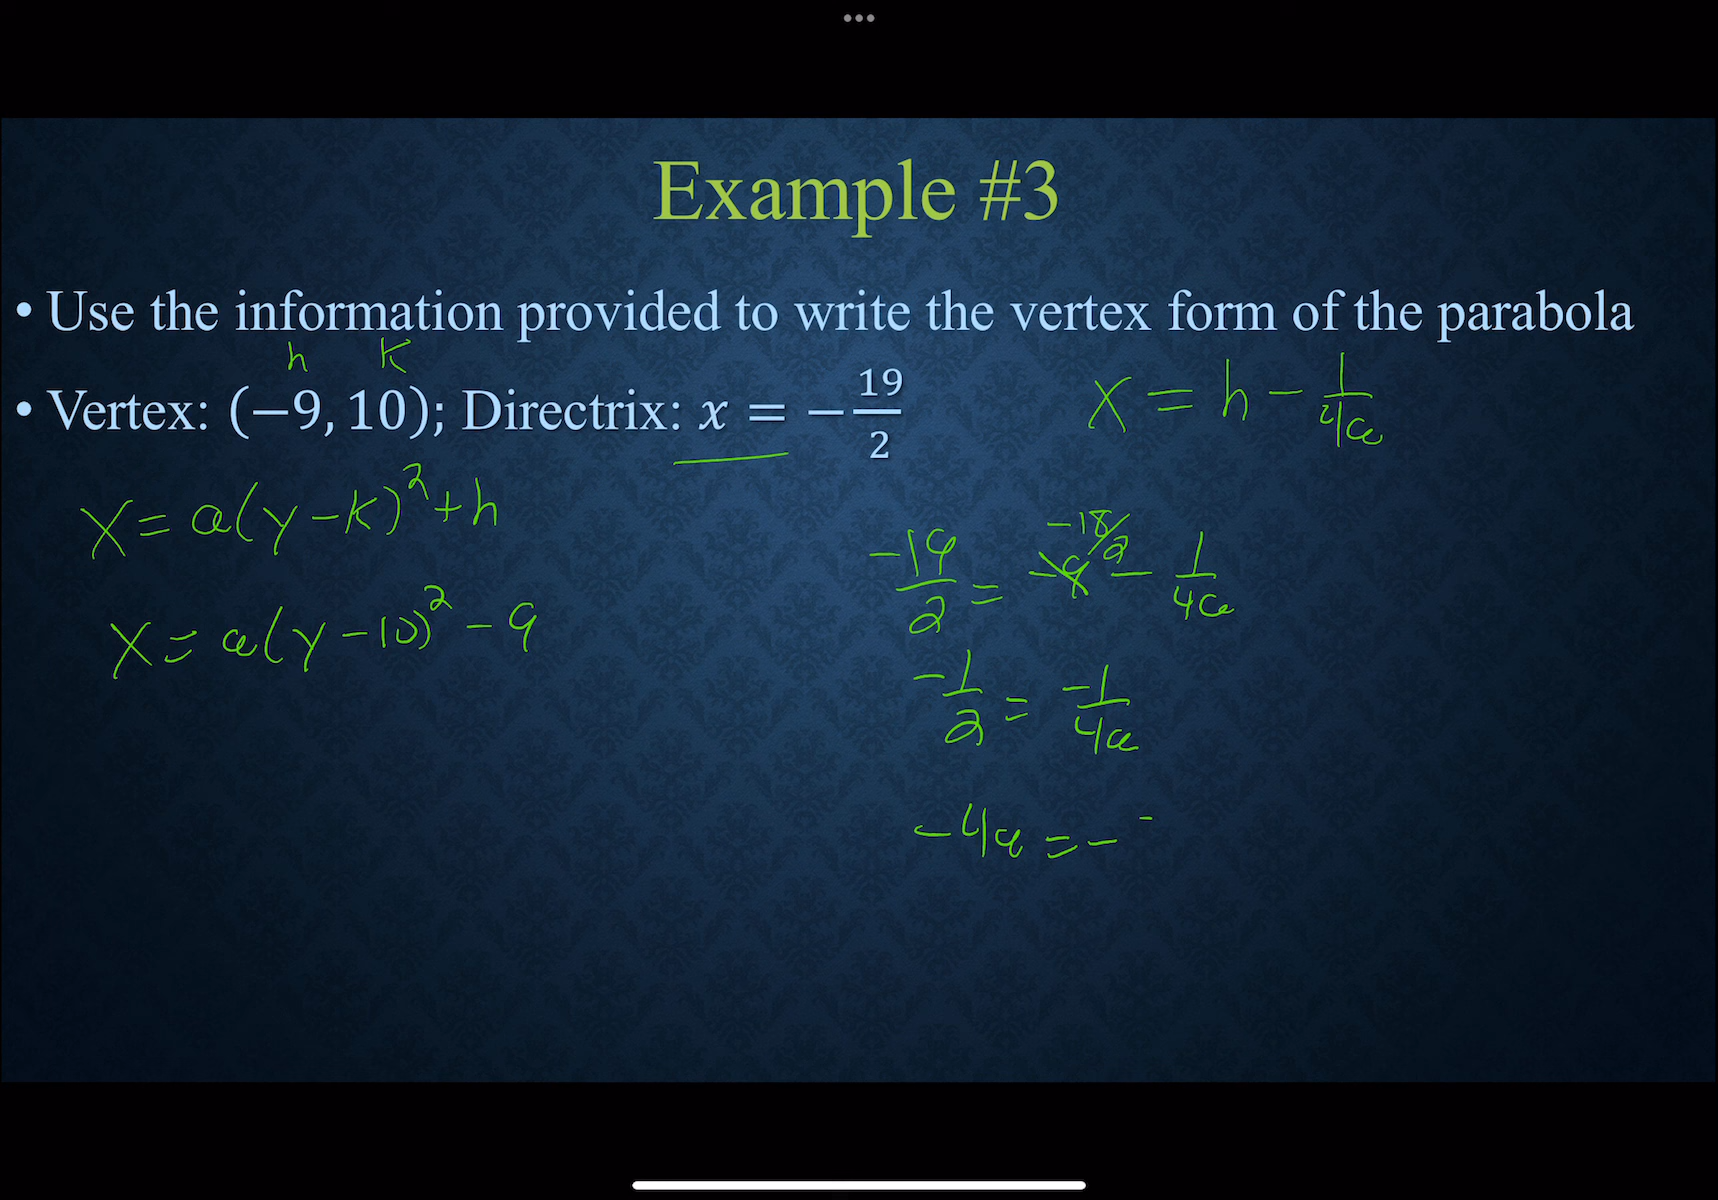 Example #3
• Use the information provided to write the vertex form of the parabola
h k
• Vertex: (−9, 10); Directrix: x = −19/2
x = h − 1/4a
x = a(y − k)² + h
−19/2 = −9 −18/2 − 1/4a
x = a(y − 10)² − 9
−1/2 = −1/4a
−4a = −